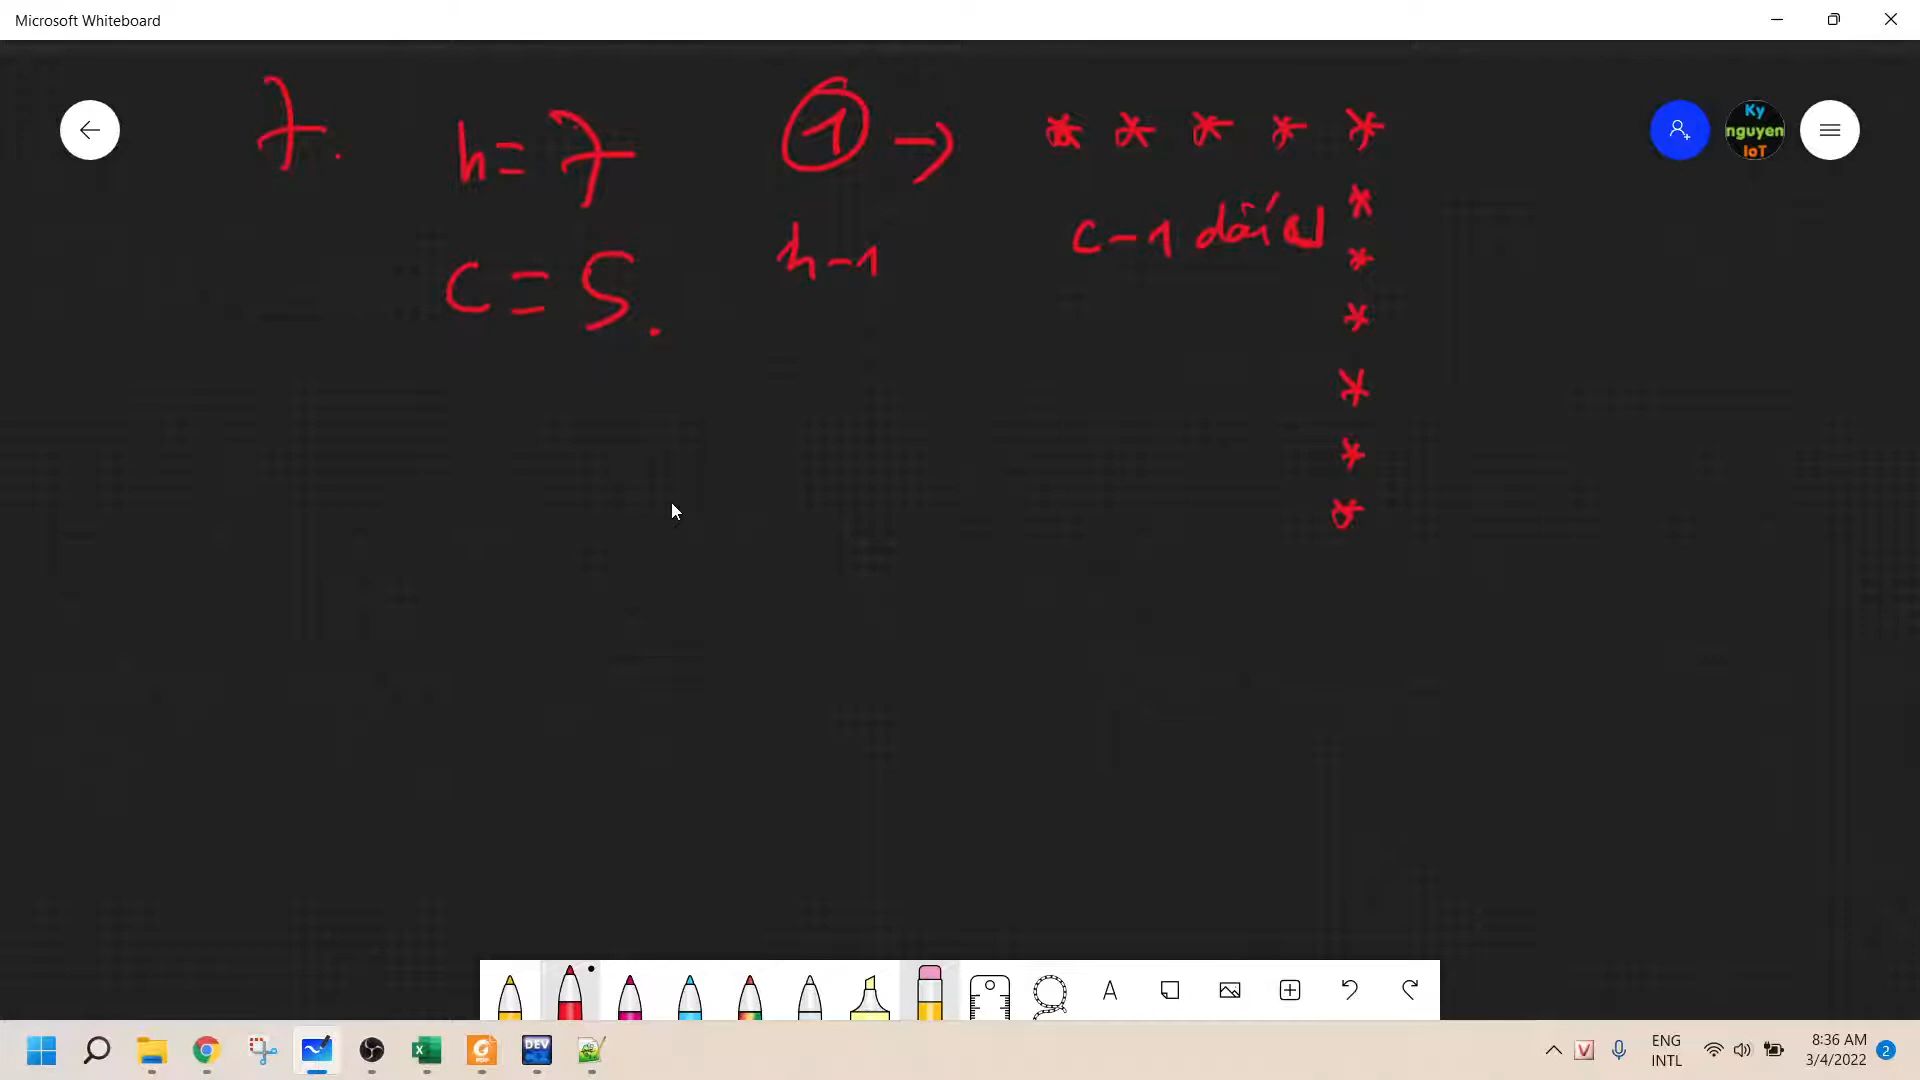 Microsoft Whiteboard
7.
h = 7
1 → * * * * *
Ky nguyen IoT
h-1
c-1 dấu
*
*
c = 5.
*
*
*
*
A
DEV
ENG
INTL
8:36 AM
3/4/2022
2